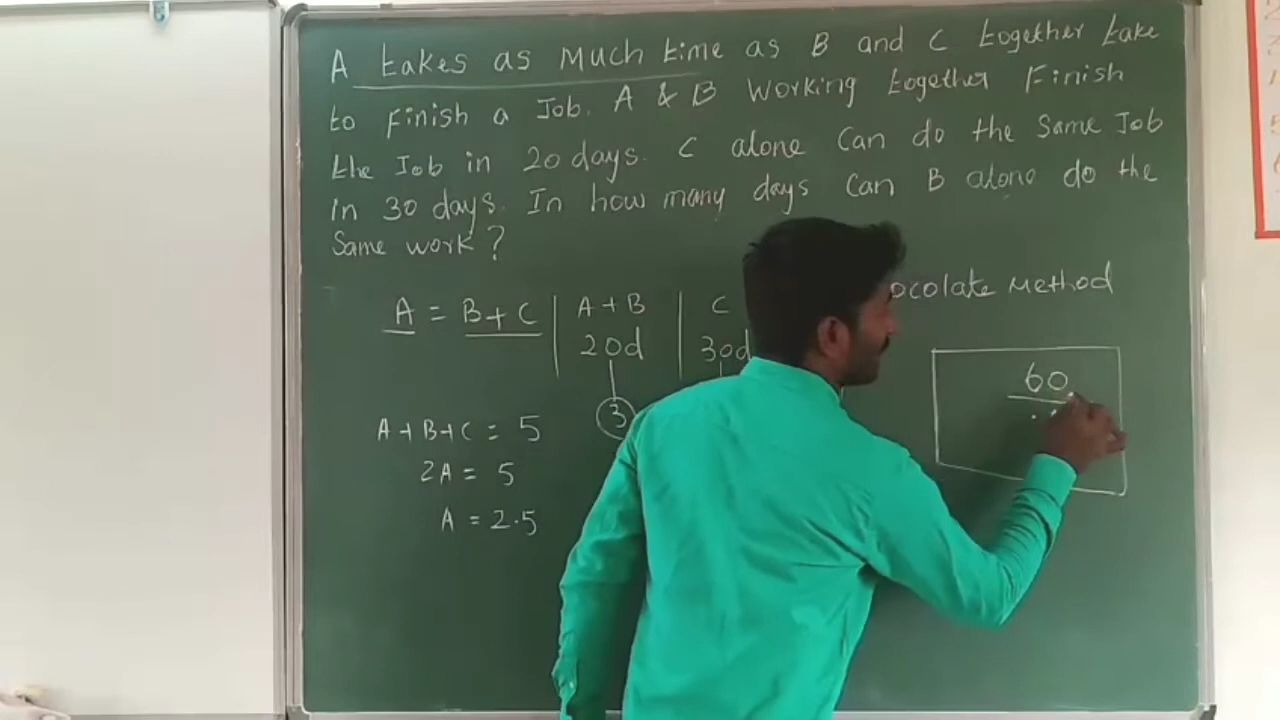 A takes as Much time as B and C together take
to Finish a Job. A & B Working together Finish
the Job in 20 days. C alone Can do the Same Job
in 30 days. In how many days Can B alone do the
Same work?
A = B+C A+B C
20d 30d
3
A+B+C = 5
2A = 5
A = 2.5
Method
60